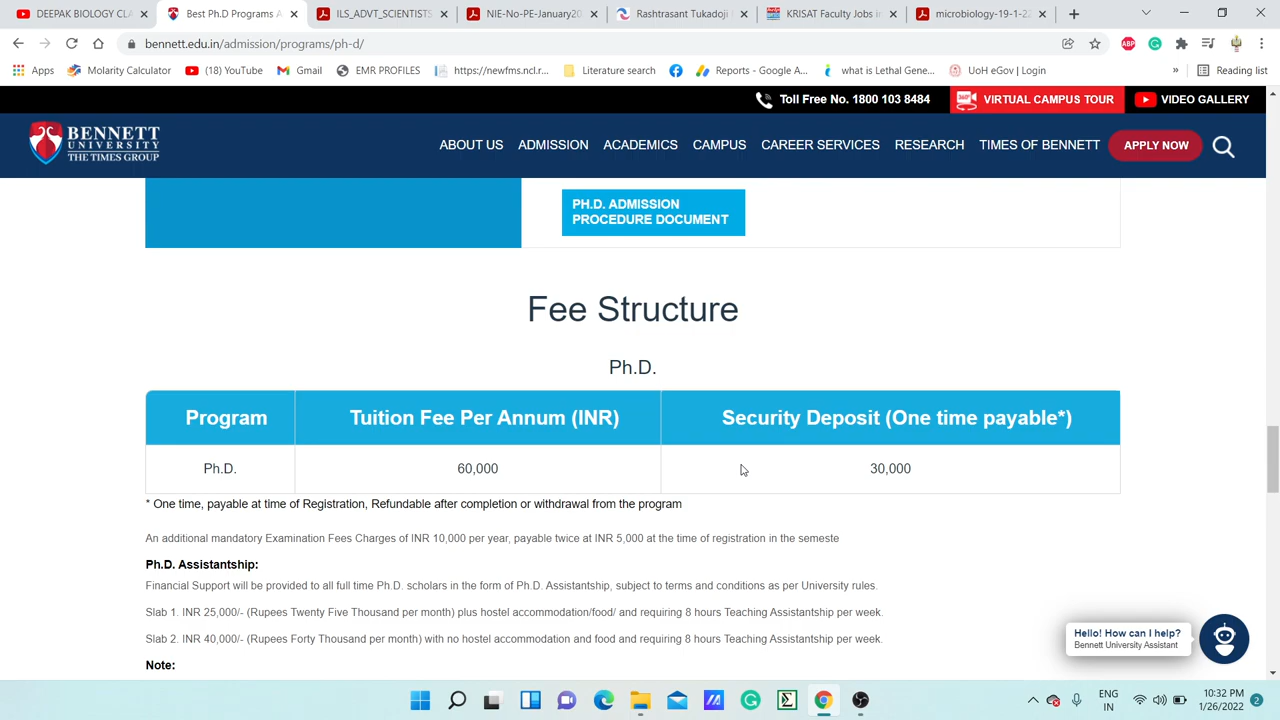 DEEPAK BIOLOGY CLA
Best Ph.D Programs A
ILS_ADVT_SCIENTISTS
NIE-No-PE-January20
Rashtrasant Tukadoji
KRISAT Faculty Jobs in
microbiology-19-1-22
bennett.edu.in/admission/programs/ph-d/
ABP
Apps
Molarity Calculator
(18) YouTube
Gmail
EMR PROFILES
https://newfms.ncl.r...
Literature search
Reports - Google A...
what is Lethal Gene...
UoH eGov | Login
»
Reading list
Toll Free No. 1800 103 8484
360°
VIRTUAL CAMPUS TOUR
VIDEO GALLERY
BENNETT
UNIVERSITY
THE TIMES GROUP
ABOUT US
ADMISSION
ACADEMICS
CAMPUS
CAREER SERVICES
RESEARCH
TIMES OF BENNETT
APPLY NOW
PH.D. ADMISSION
PROCEDURE DOCUMENT
Fee Structure
Ph.D.
Program
Tuition Fee Per Annum (INR)
Security Deposit (One time payable*)
Ph.D.
60,000
30,000
* One time, payable at time of Registration, Refundable after completion or withdrawal from the program
An additional mandatory Examination Fees Charges of INR 10,000 per year, payable twice at INR 5,000 at the time of registration in the semeste
Ph.D. Assistantship:
Financial Support will be provided to all full time Ph.D. scholars in the form of Ph.D. Assistantship, subject to terms and conditions as per University rules.
Slab 1. INR 25,000/- (Rupees Twenty Five Thousand per month) plus hostel accommodation/food/ and requiring 8 hours Teaching Assistantship per week.
Slab 2. INR 40,000/- (Rupees Forty Thousand per month) with no hostel accommodation and food and requiring 8 hours Teaching Assistantship per week.
Note:
Hello! How can I help?
Bennett University Assistant
ENG
IN
10:32 PM
1/26/2022
2